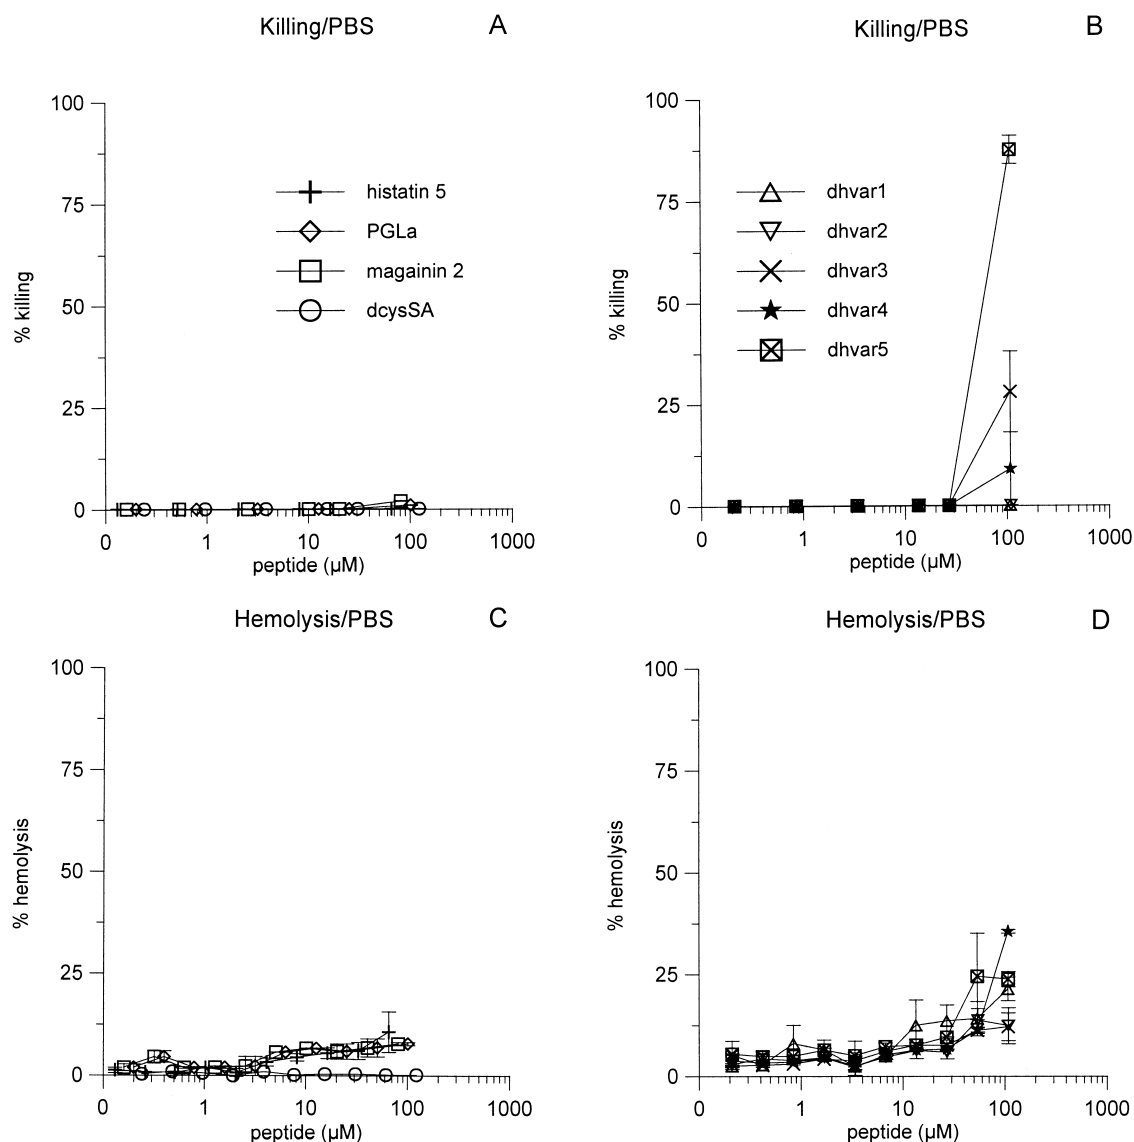 Killing/PBS A
100
75
50
25
0
% killing
histatin 5
PGLa
magainin 2
dcysSA
0 1 10 100 1000
peptide (µM)
Killing/PBS B
100
75
50
25
0
% killing
dhvar1
dhvar2
dhvar3
dhvar4
dhvar5
0 1 10 100 1000
peptide (µM)
Hemolysis/PBS C
100
75
50
25
0
% hemolysis
0 1 10 100 1000
peptide (µM)
Hemolysis/PBS D
100
75
50
25
0
% hemolysis
0 1 10 100 1000
peptide (µM)